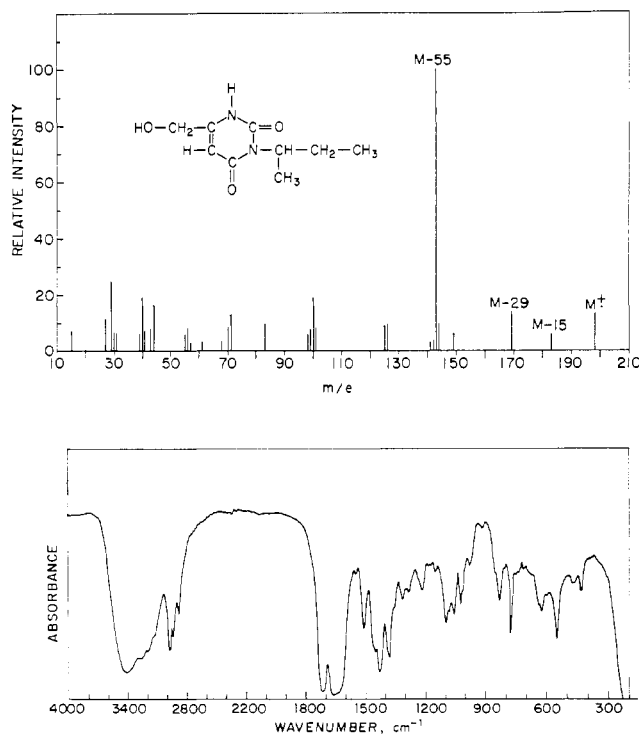 RELATIVE INTENSITY
100
80
60
40
20
0
M-55
M-29
M-15
M⁺·
H
HO-CH₂-C
N
C=O
H-C
N-CH-CH₂-CH₃
C
CH₃
O
10 30 50 70 90 110 130 150 170 190 210
m/e
ABSORBANCE
4000 3400 2800 2200 1800 1500 1200 900 600 300
WAVENUMBER, cm⁻¹